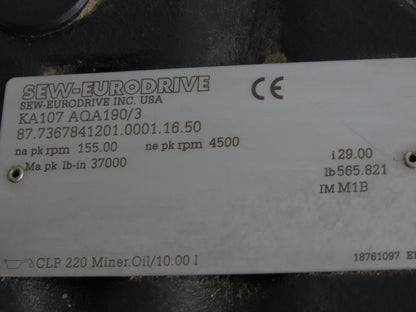 SEW-EURODRIVE
SEW-EURODRIVE INC. USA
CE
KA107 AQA190/3
87.7367841201.0001.16.50
na pk rpm 155.00 ne pk rpm 4500
i 29.00
Ma pk lb-in 37000
lb 565.821
IM M1B
CLP 220 Miner.Oil/10.00 l
18761097